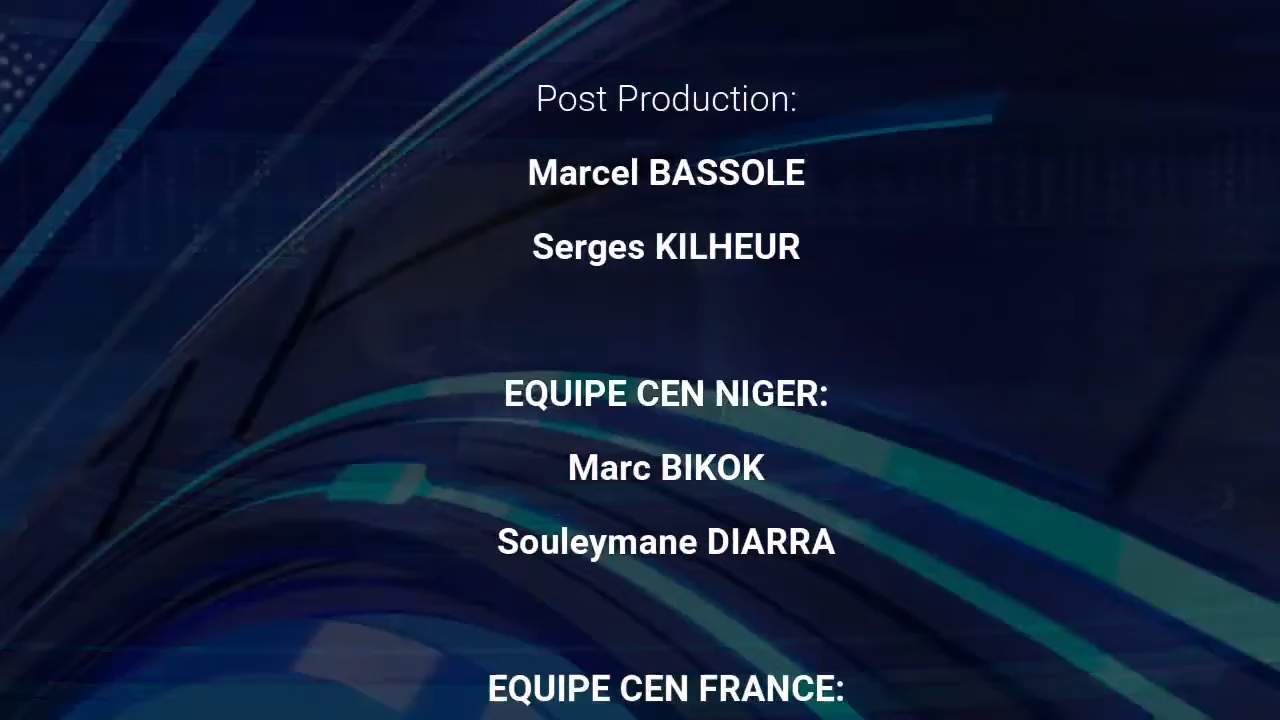 Post Production:
Marcel BASSOLE
Serges KILHEUR
EQUIPE CEN NIGER:
Marc BIKOK
Souleymane DIARRA
EQUIPE CEN FRANCE: